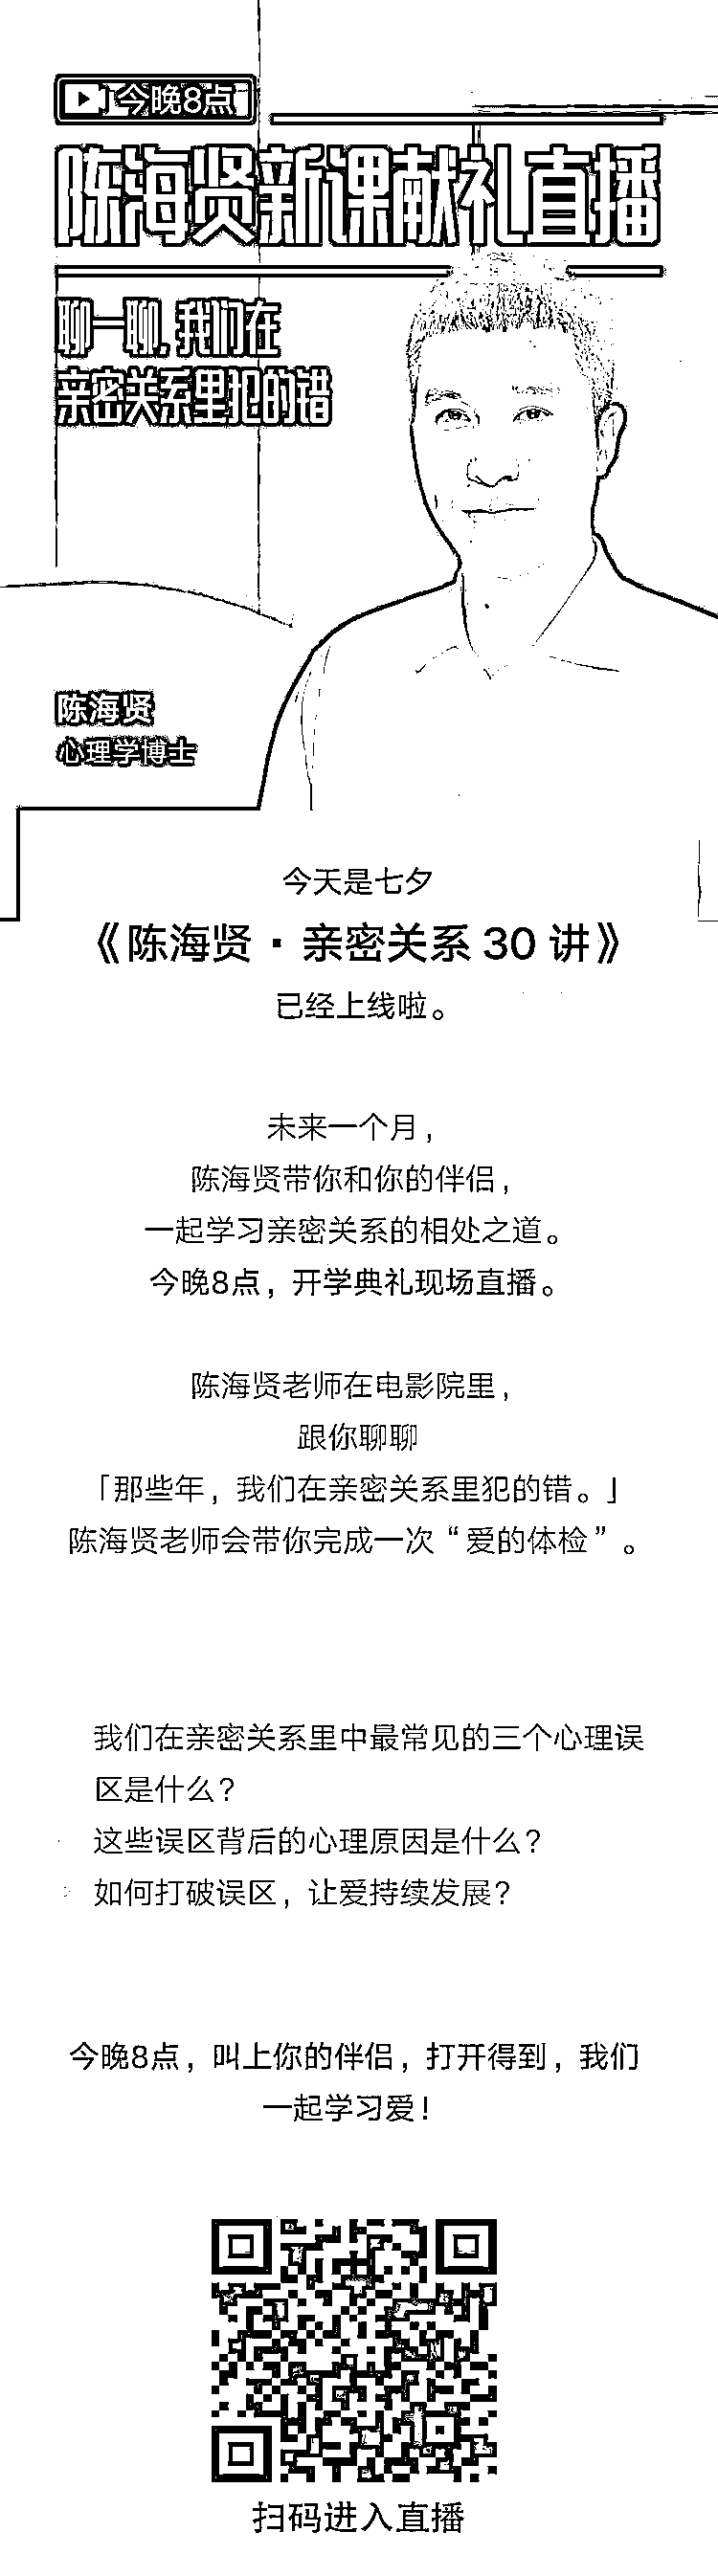 今晚8点
陈海贤新课献礼直播
聊一聊,我们在
亲密关系里犯的错
陈海贤
心理学博士
今天是七夕
《陈海贤·亲密关系 30 讲》
已经上线啦。
未来一个月,
陈海贤带你和你的伴侣,
一起学习亲密关系的相处之道。
今晚8点,开学典礼现场直播。
陈海贤老师在电影院里,
跟你聊聊
「那些年,我们在亲密关系里犯的错。」
陈海贤老师会带你完成一次“爱的体检”。
我们在亲密关系里中最常见的三个心理误
区是什么?
这些误区背后的心理原因是什么?
如何打破误区,让爱持续发展?
今晚8点,叫上你的伴侣,打开得到,我们
一起学习爱!
扫码进入直播